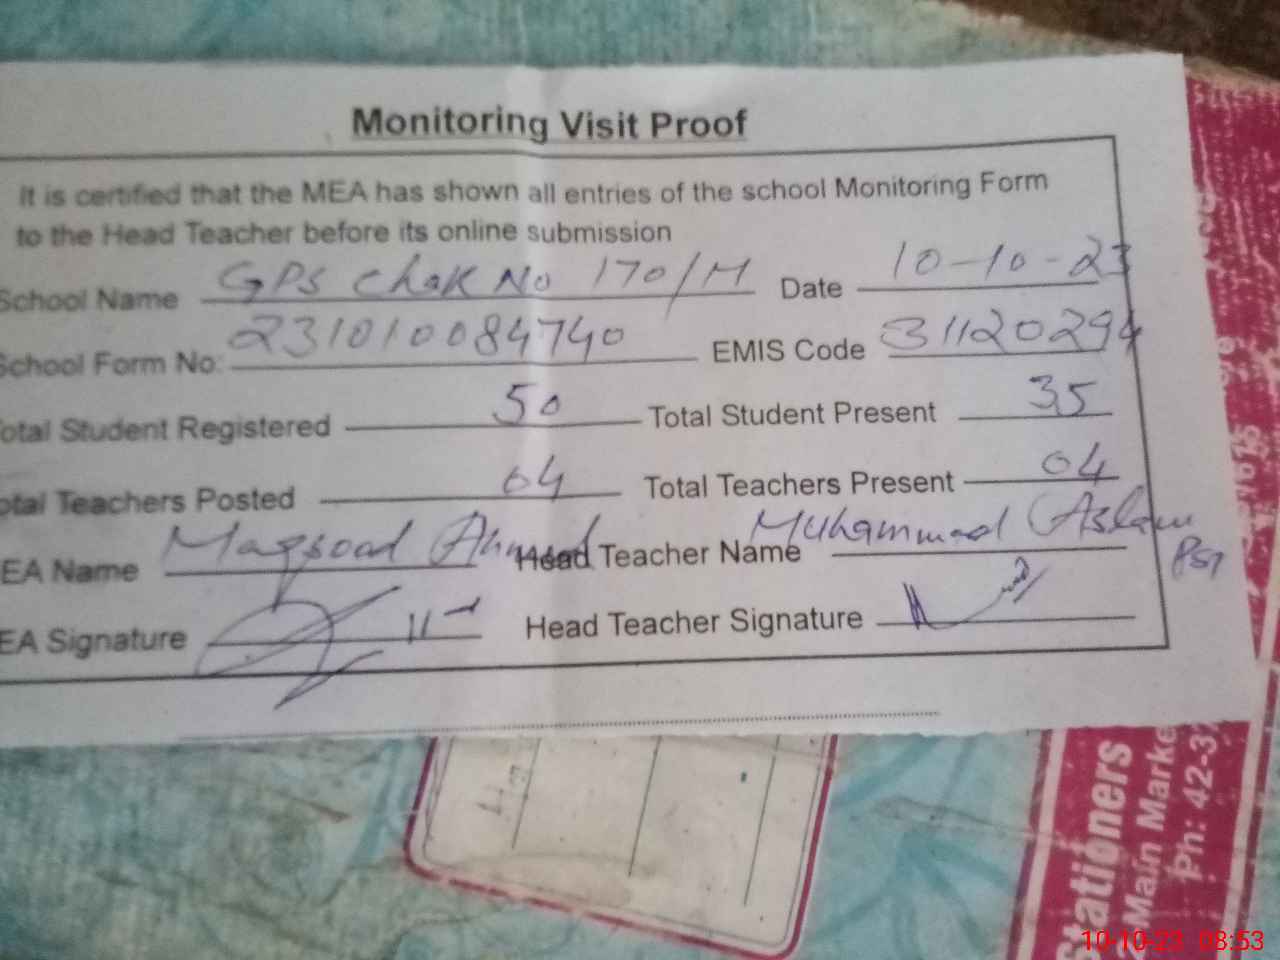 Monitoring Visit Proof
It is certified that the MEA has shown all entries of the school Monitoring Form
to the Head Teacher before its online submission
School Name GPS Chak No 170/M Date 10-10-23
School Form No: 231010084740 EMIS Code 31120294
otal Student Registered 50 Total Student Present 35
otal Teachers Posted 04 Total Teachers Present 04
EA Name Maqsood Ahmed Head Teacher Name Muhammad Aslam
PST
EA Signature Head Teacher Signature
Stationers
Main Marke
Ph: 42-3
10-10-23 08:53